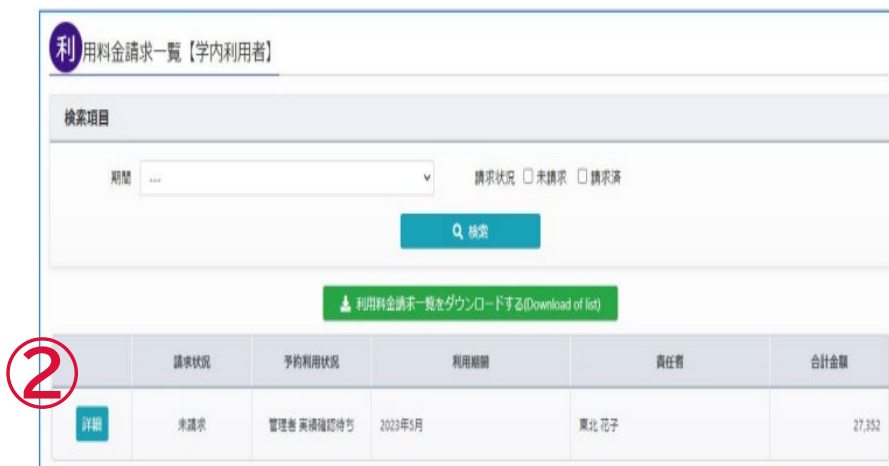 利用料金請求一覧【学内利用者】
検索項目
期間 --- 請求状況 未請求 請求済
検索
利用料金請求一覧をダウンロードする(Download of list)
②
請求状況 予約利用状況 利用期間 責任者 合計金額
詳細 未請求 管理者 実績確認待ち 2023年5月 東北 花子 27,352